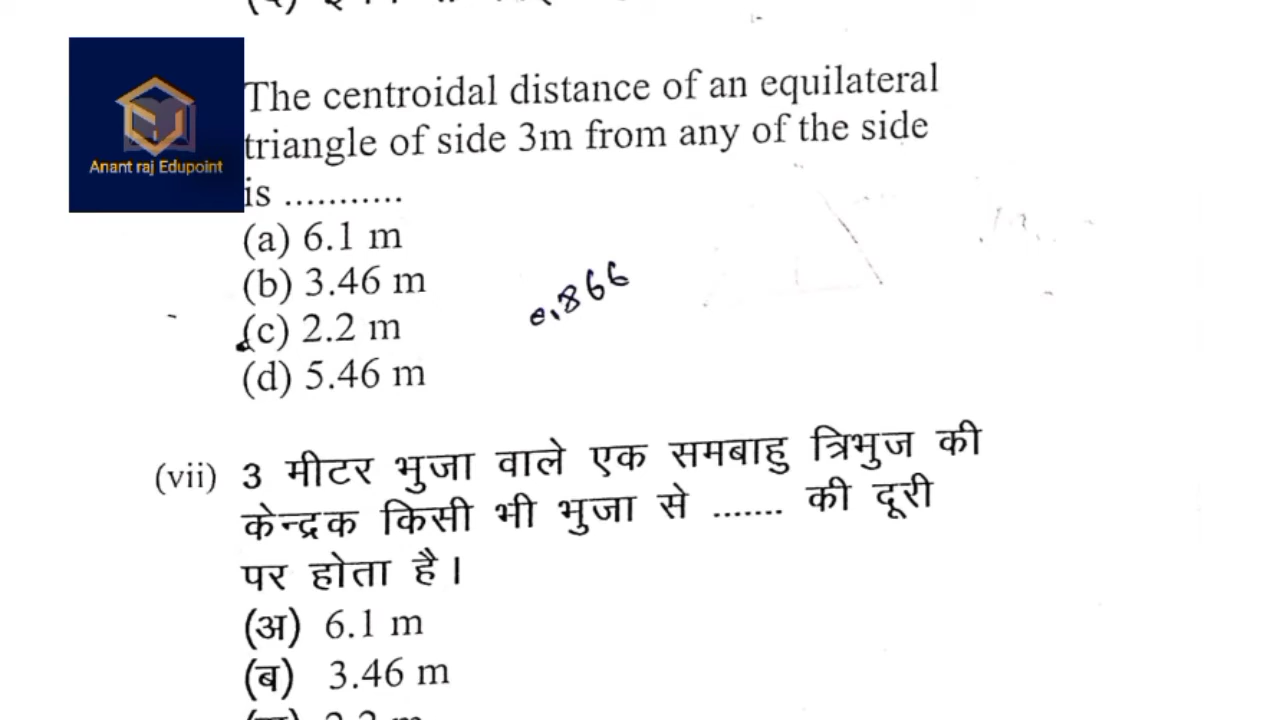 The centroidal distance of an equilateral
triangle of side 3m from any of the side
Anant raj Edupoint
is ...........
(a) 6.1 m
(b) 3.46 m
0.866
(c) 2.2 m
(d) 5.46 m
(vii) 3 मीटर भुजा वाले एक समबाहु त्रिभुज की
केन्द्रक किसी भी भुजा से ....... की दूरी
पर होता है।
(अ) 6.1 m
(ब) 3.46 m